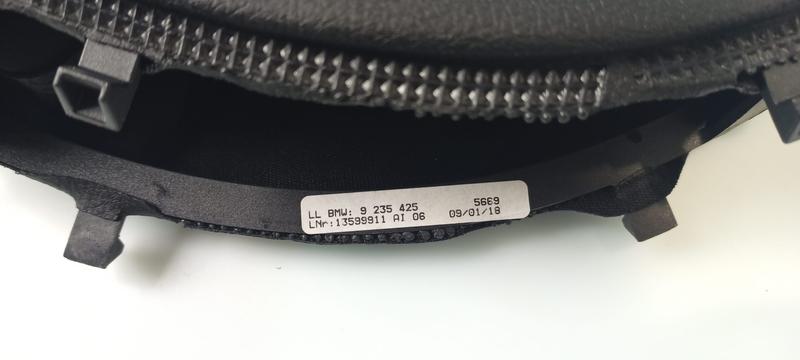 LL BMW: 9 235 425 5669
LNr:13599911 AI 06 09/01/18